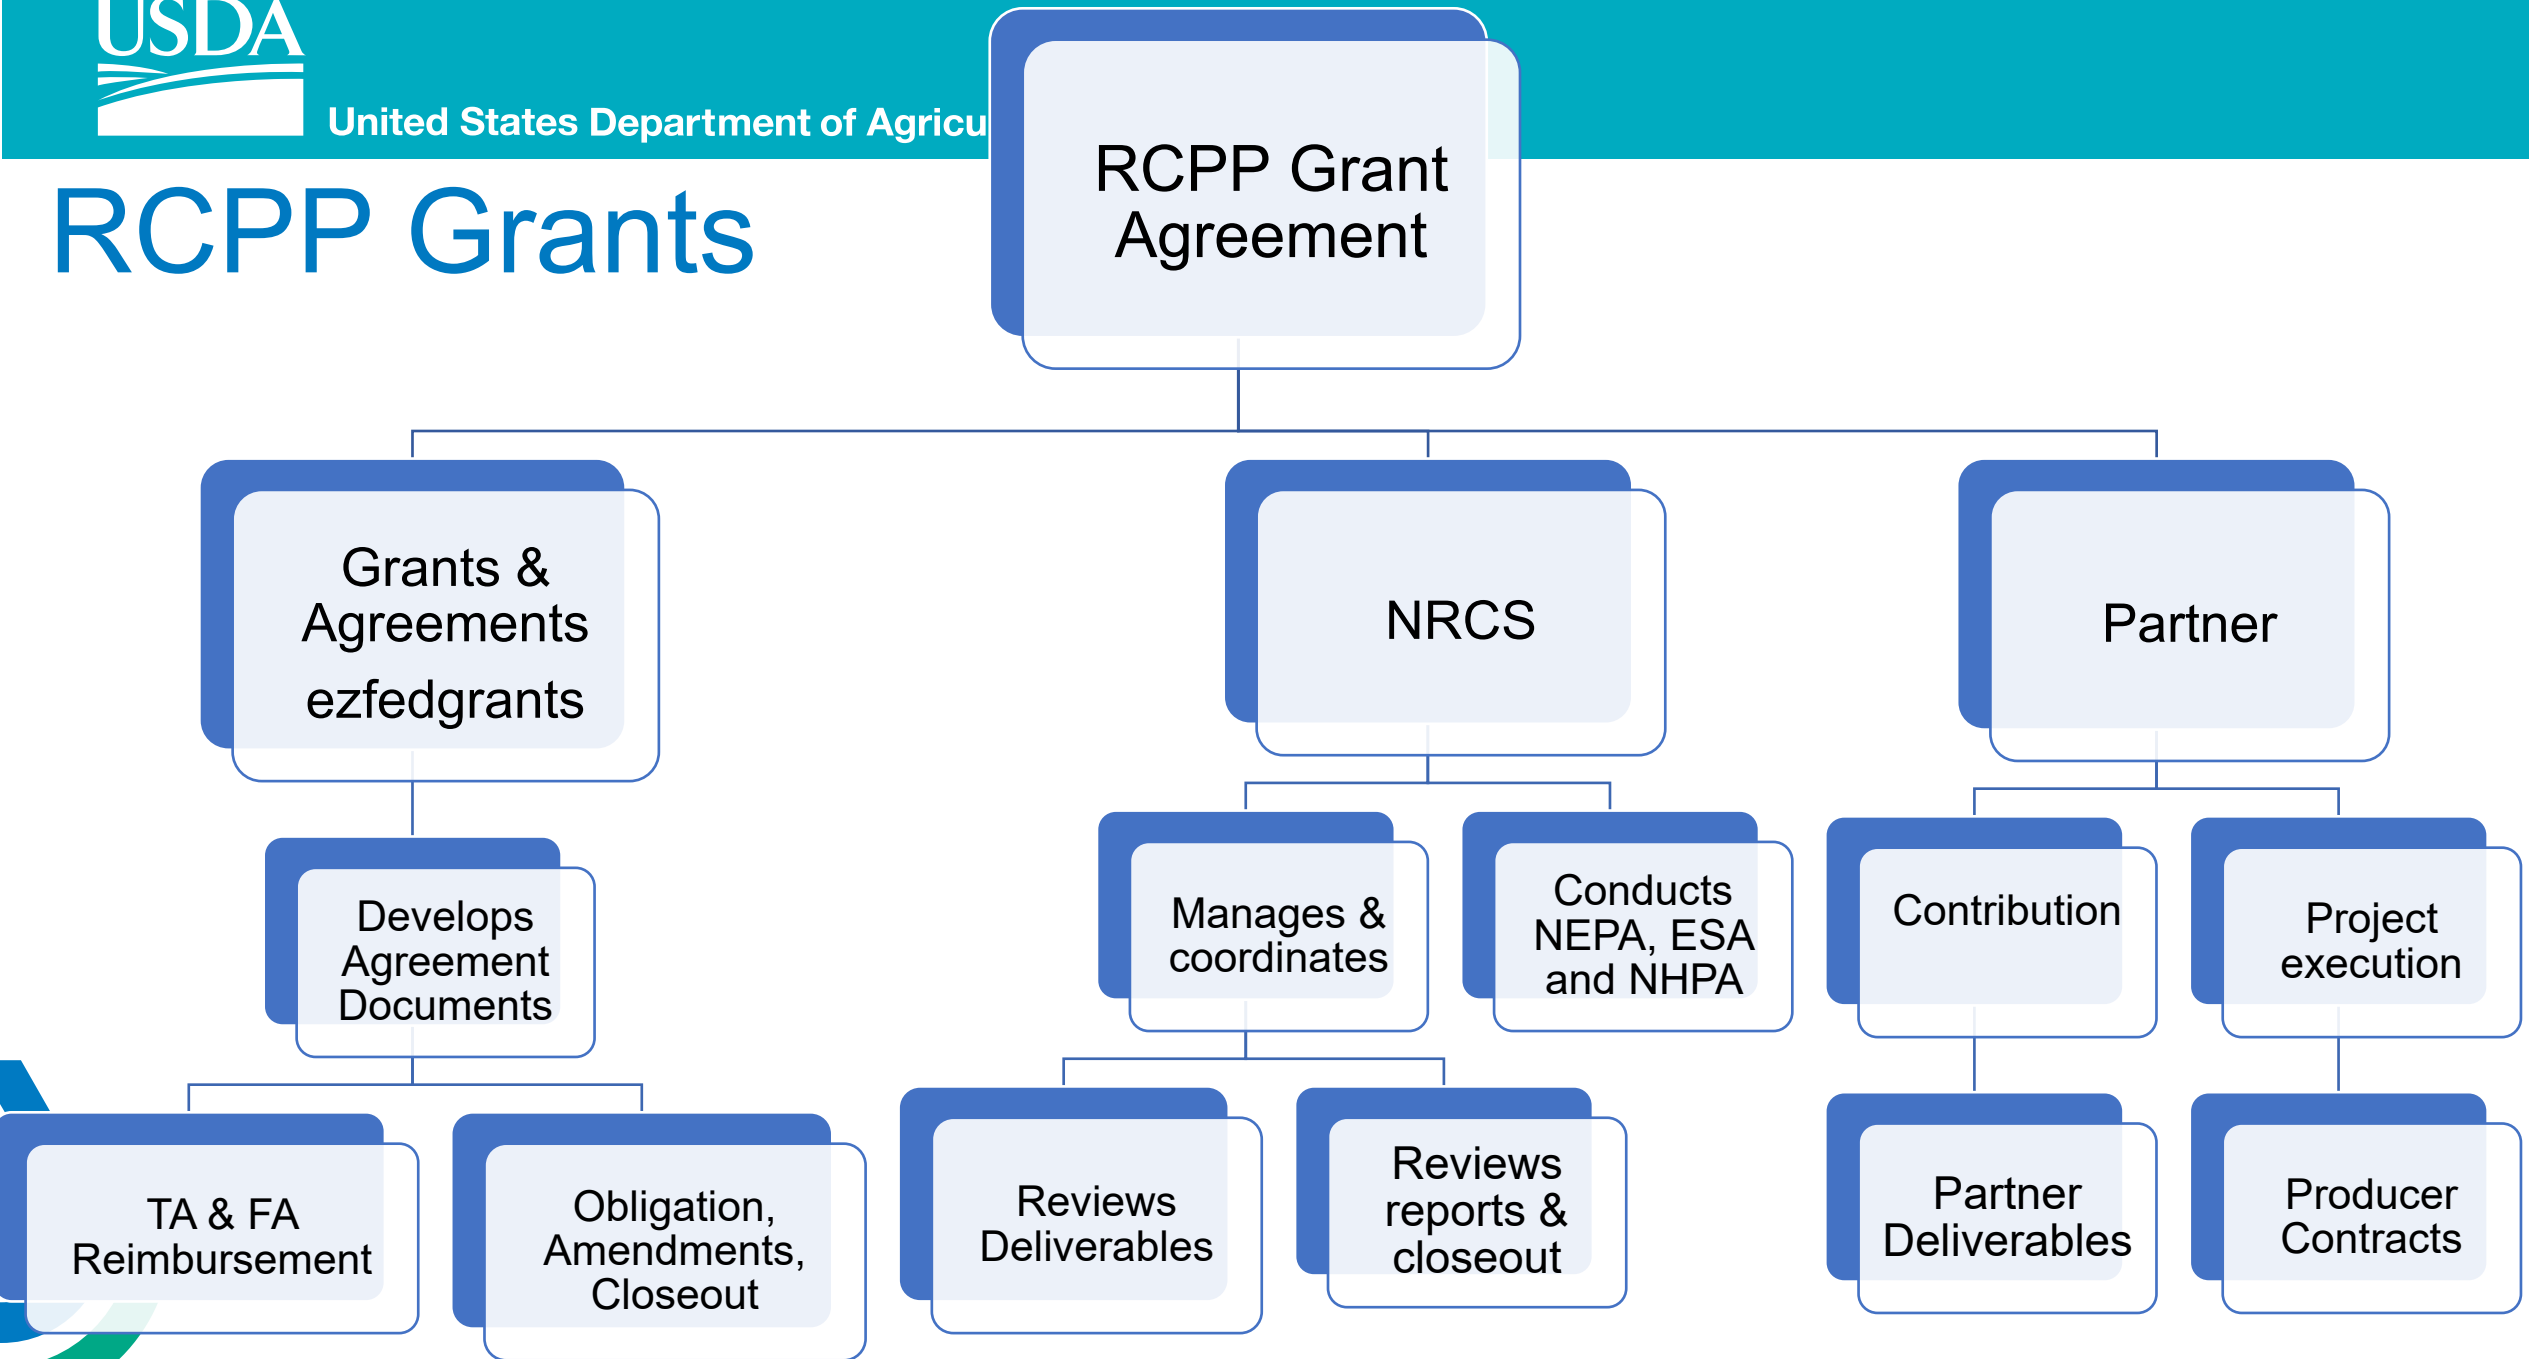 USDA
United States Department of Agricu
RCPP Grants
RCPP Grant
Agreement
Grants &
Agreements
ezfedgrants
NRCS
Partner
Develops
Agreement
Documents
Manages &
coordinates
Conducts
NEPA, ESA
and NHPA
Contribution
Project
execution
TA & FA
Reimbursement
Obligation,
Amendments,
Closeout
Reviews
Deliverables
Reviews
reports &
closeout
Partner
Deliverables
Producer
Contracts